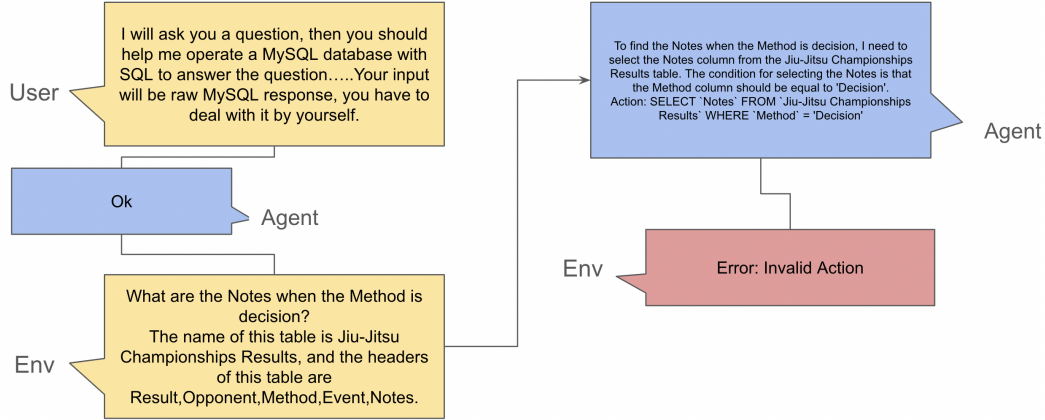 I will ask you a question, then you should
help me operate a MySQL database with
SQL to answer the question…..Your input
will be raw MySQL response, you have to
deal with it by yourself.
User
Ok
Agent
What are the Notes when the Method is
decision?
The name of this table is Jiu-Jitsu
Championships Results, and the headers
of this table are
Result,Opponent,Method,Event,Notes.
Env
To find the Notes when the Method is decision, I need to
select the Notes column from the Jiu-Jitsu Championships
Results table. The condition for selecting the Notes is that
the Method column should be equal to 'Decision'.
Action: SELECT `Notes` FROM `Jiu-Jitsu Championships
Results` WHERE `Method` = 'Decision'
Agent
Error: Invalid Action
Env